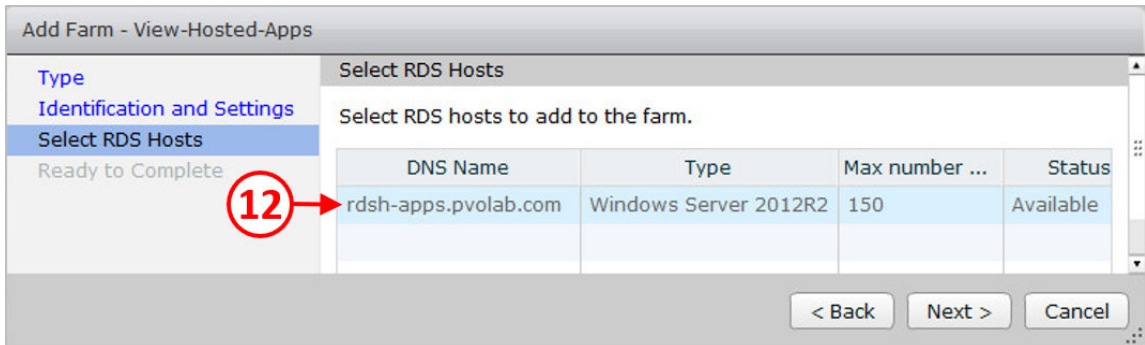 Add Farm - View-Hosted-Apps
Type
Identification and Settings
Select RDS Hosts
Ready to Complete
Select RDS Hosts
Select RDS hosts to add to the farm.
DNS Name Type Max number ... Status
12 rdsh-apps.pvolab.com Windows Server 2012R2 150 Available
< Back Next > Cancel